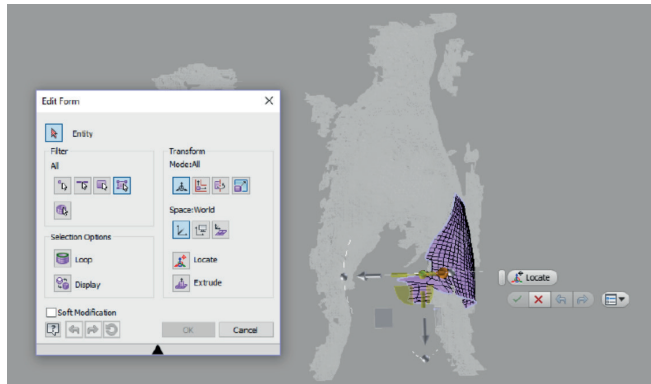 Edit Form
Entity
Filter
All
Selection Options
Loop
Display
Soft Modification
Transform
Mode:All
Space:World
Locate
Extrude
OK
Cancel
Locate